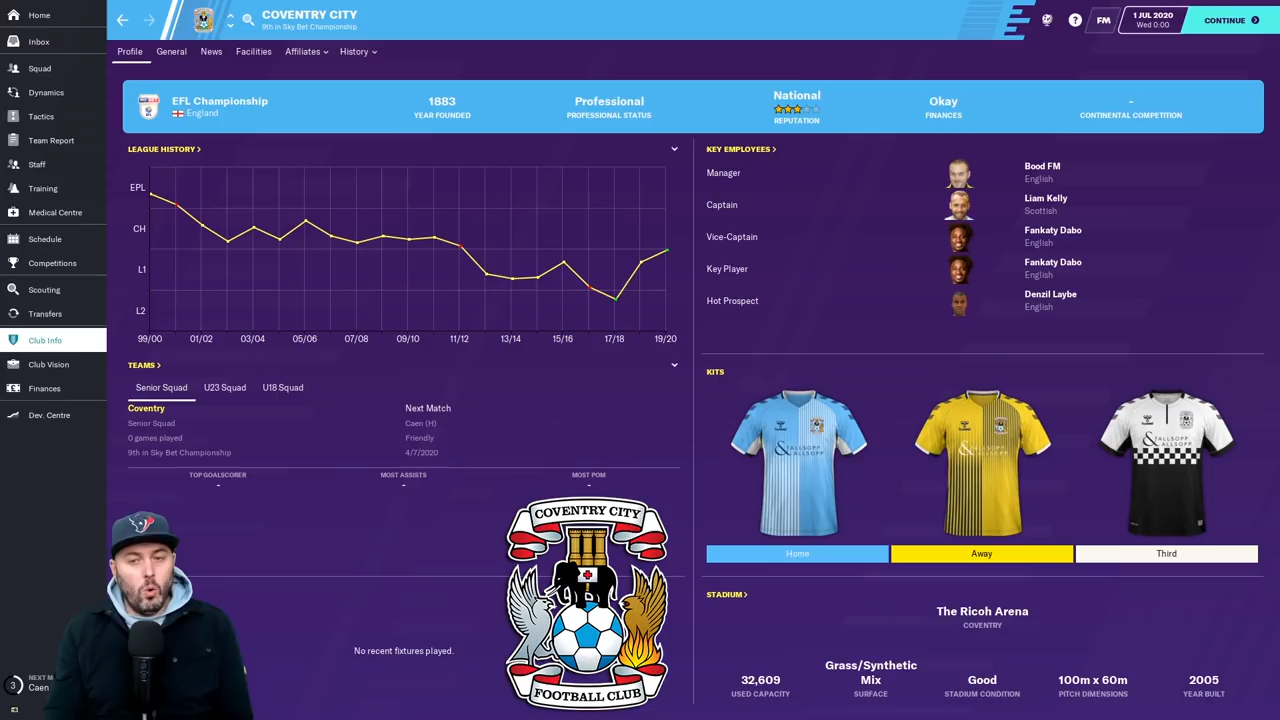 Home
Inbox
Squad
Dynamics
Tactics
Team Report
Staff
Training
Medical Centre
Schedule
Competitions
Scouting
Transfers
Club Info
Club Vision
Finances
Dev. Centre
3 NEXT M
Caen
COVENTRY CITY
9th in Sky Bet Championship
FM
1 JUL 2020
Wed 0:00
CONTINUE
Profile General News Facilities Affiliates History
EFL Championship
England
1883
YEAR FOUNDED
Professional
PROFESSIONAL STATUS
National
REPUTATION
Okay
FINANCES
-
CONTINENTAL COMPETITION
LEAGUE HISTORY >
EPL
CH
L1
L2
99/00 01/02 03/04 05/06 07/08 09/10 11/12 13/14 15/16 17/18 19/20
TEAMS >
Senior Squad U23 Squad U18 Squad
Coventry
Senior Squad
0 games played
9th in Sky Bet Championship
Next Match
Caen (H)
Friendly
4/7/2020
TOP GOALSCORER MOST ASSISTS MOST POM
- - -
No recent fixtures played.
COVENTRY CITY
FOOTBALL CLUB
KEY EMPLOYEES >
Manager
Bood FM
English
Captain
Liam Kelly
Scottish
Vice-Captain
Fankaty Dabo
English
Key Player
Fankaty Dabo
English
Hot Prospect
Denzil Laybe
English
KITS
& ALLSOPP ALLSOPP
& ALLSOPP ALLSOPP
& ALLSOPP ALLSOPP
Home Away Third
STADIUM >
The Ricoh Arena
COVENTRY
32,609
USED CAPACITY
Grass/Synthetic
Mix
SURFACE
Good
STADIUM CONDITION
100m x 60m
PITCH DIMENSIONS
2005
YEAR BUILT